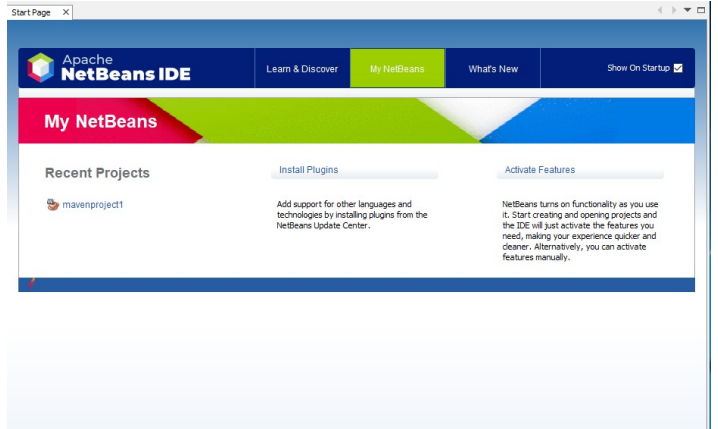 Start Page X
Apache
NetBeans IDE
Learn & Discover
My NetBeans
What's New
Show On Startup
My NetBeans
Recent Projects
mavenproject1
Install Plugins
Add support for other languages and
technologies by installing plugins from the
NetBeans Update Center.
Activate Features
NetBeans turns on functionality as you use
it. Start creating and opening projects and
the IDE will just activate the features you
need, making your experience quicker and
cleaner. Alternatively, you can activate
features manually.